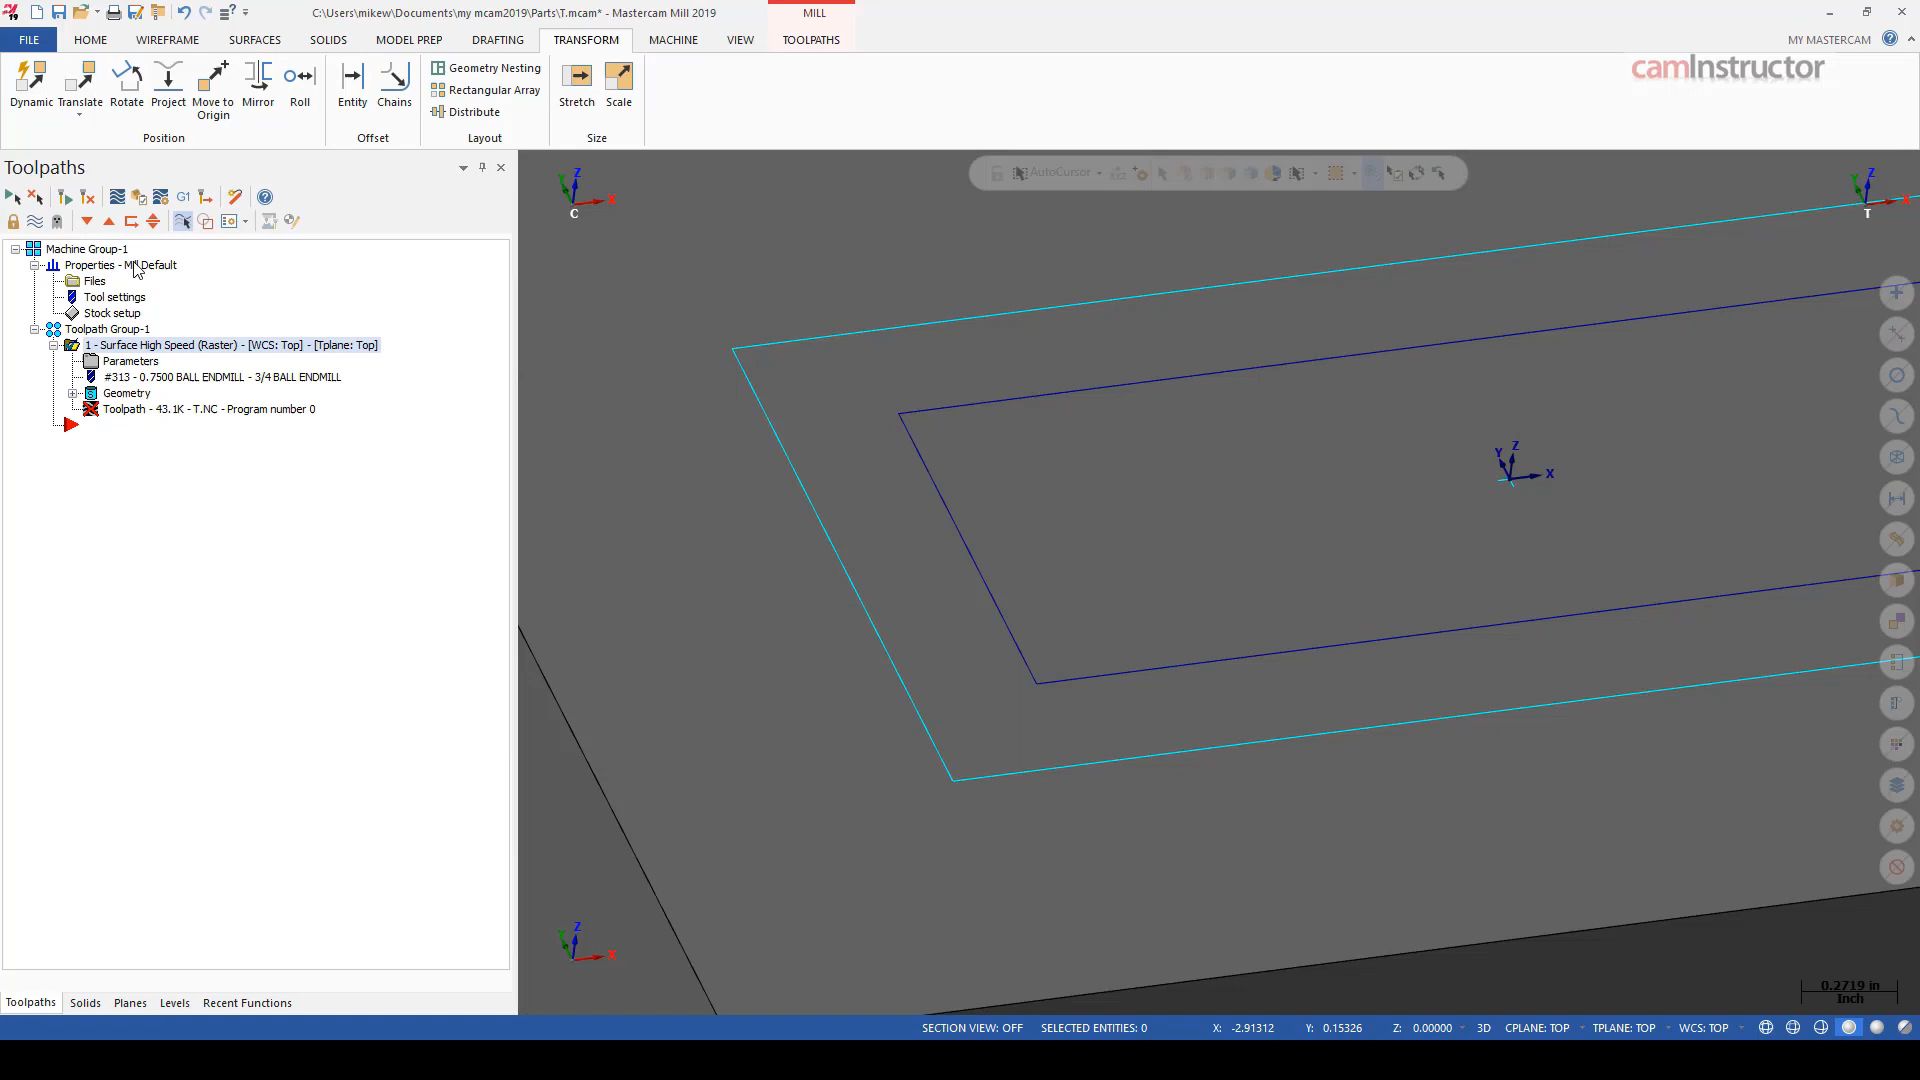 C:\Users\mikew\Documents\my mcam2019\Parts\T.mcam* - Mastercam Mill 2019
MILL
FILE HOME WIREFRAME SURFACES SOLIDS MODEL PREP DRAFTING TRANSFORM MACHINE VIEW TOOLPATHS MY MASTERCAM
camInstructor
Dynamic Translate Rotate Project Move to Origin Mirror Roll
Position
Entity Chains
Offset
Geometry Nesting
Rectangular Array
Distribute
Layout
Stretch Scale
Size
Toolpaths
G1
AutoCursor
Machine Group-1
Properties - Mill Default
Files
Tool settings
Stock setup
Toolpath Group-1
1 - Surface High Speed (Raster) - [WCS: Top] - [Tplane: Top]
Parameters
#313 - 0.7500 BALL ENDMILL - 3/4 BALL ENDMILL
Geometry
Toolpath - 43.1K - T.NC - Program number 0
Z
Y
X
C
Z
Y
X
T
Z
Y
X
Z
Y
X
0.2719 in
Inch
Toolpaths Solids Planes Levels Recent Functions
SECTION VIEW: OFF SELECTED ENTITIES: 0 X: -2.91312 Y: 0.15326 Z: 0.00000 3D CPLANE: TOP TPLANE: TOP WCS: TOP